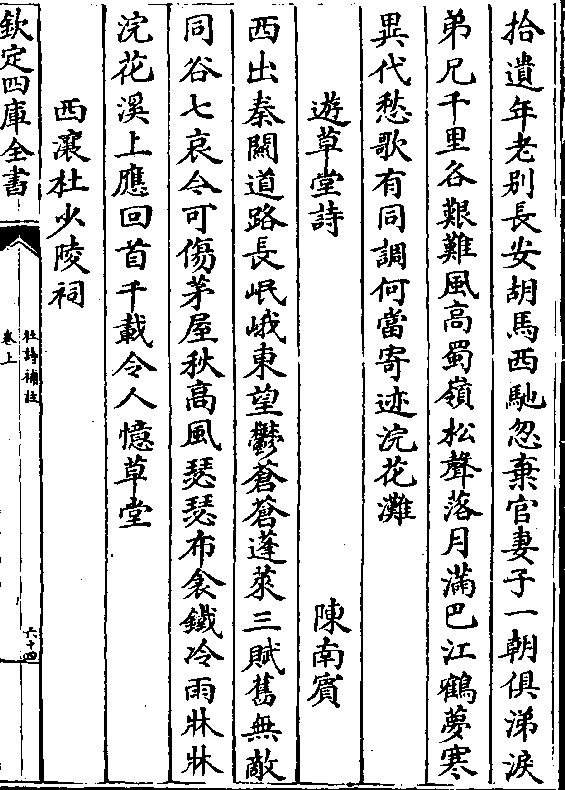 拾遺年老別長安胡馬西馳忽棄官妻子一朝俱涕淚
弟兄千里各艱難風高蜀嶺松聲落月滿巴江鶴夢寒
異代愁歌有同調何當寄迹浣花灘
遊草堂詩
陳南賓
西出秦關道路長岷峨東望鬱蒼蒼蓬萊三賦舊無敵
同谷七哀今可傷茅屋秋高風瑟瑟布衾鐵冷雨牀牀
浣花溪上應回首千載令人憶草堂
西瀼杜少陵祠
欽定四庫全書
杜詩補註
卷上
六十四